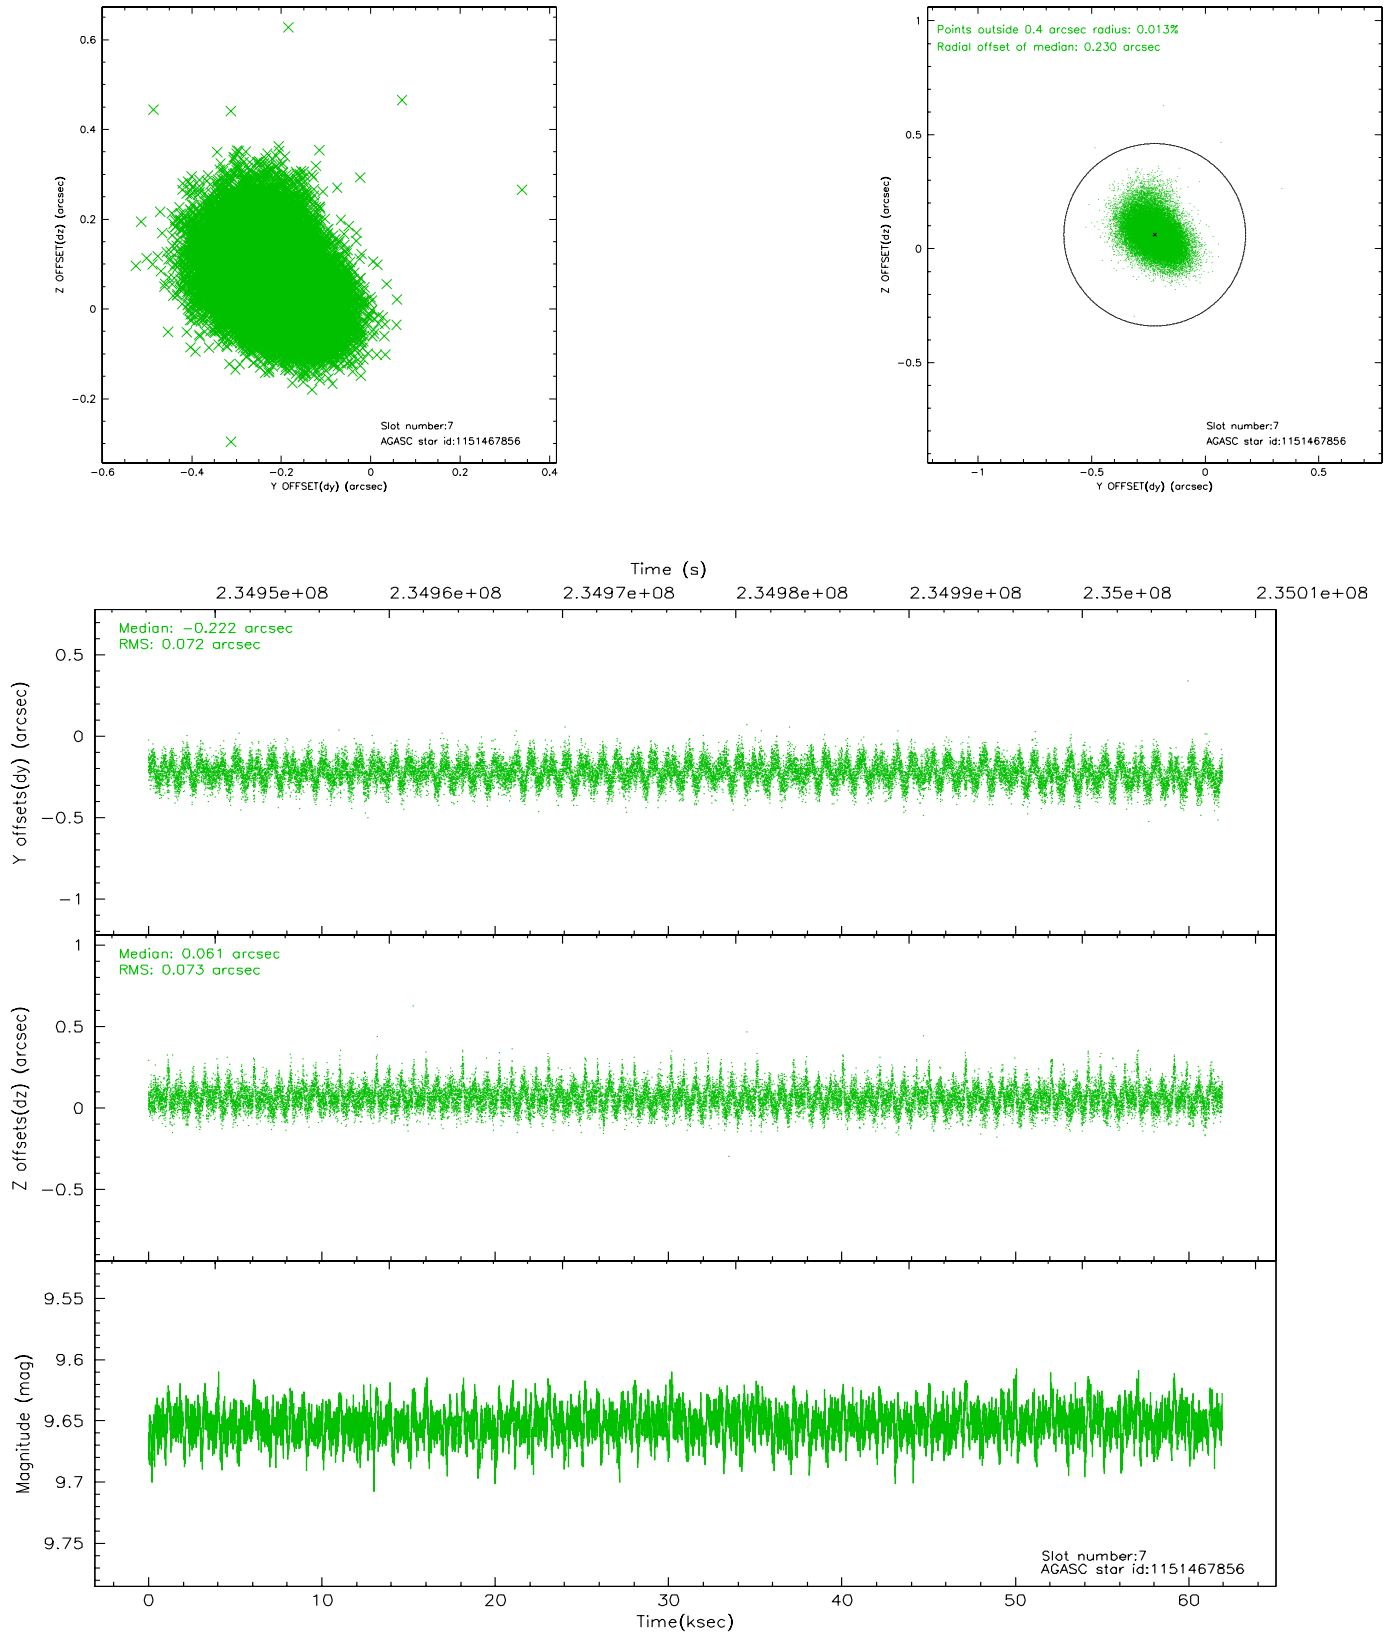 0.6
0.4
0.2
0
−0.2
Z OFFSET(dz) (arcsec)
Slot number:7
AGASC star id:1151467856
−0.6 −0.4 −0.2 0 0.2 0.4
Y OFFSET(dy) (arcsec)
Points outside 0.4 arcsec radius: 0.013%
Radial offset of median: 0.230 arcsec
1
0.5
0
−0.5
Z OFFSET(dz) (arcsec)
Slot number:7
AGASC star id:1151467856
−1 −0.5 0 0.5
Y OFFSET(dy) (arcsec)
Time (s)
2.3495e+08 2.3496e+08 2.3497e+08 2.3498e+08 2.3499e+08 2.35e+08 2.3501e+08
Median: −0.222 arcsec
RMS: 0.072 arcsec
0.5
0
−0.5
−1
Y offsets(dy) (arcsec)
Median: 0.061 arcsec
RMS: 0.073 arcsec
1
0.5
0
−0.5
Z offsets(dz) (arcsec)
9.55
9.6
9.65
9.7
9.75
Magnitude (mag)
Slot number:7
AGASC star id:1151467856
0 10 20 30 40 50 60
Time(ksec)